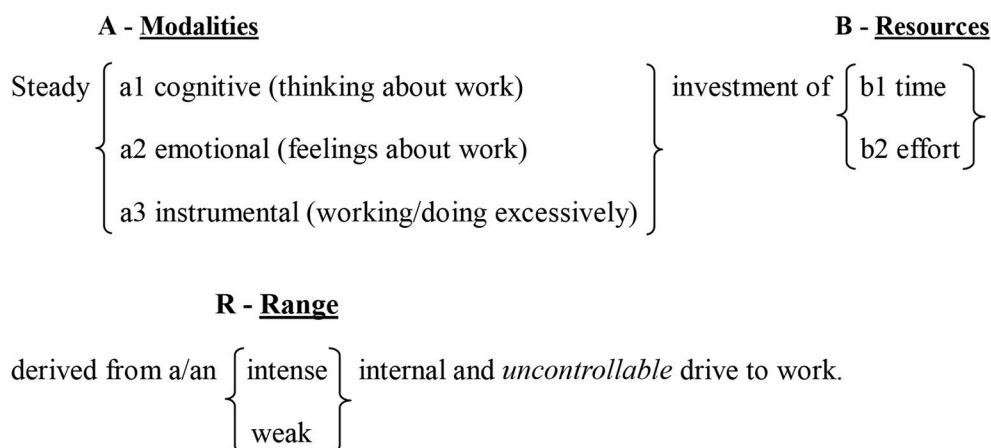 A - Modalities B - Resources
Steady a1 cognitive (thinking about work) investment of b1 time
a2 emotional (feelings about work) b2 effort
a3 instrumental (working/doing excessively)
R - Range
derived from a/an intense internal and uncontrollable drive to work.
weak